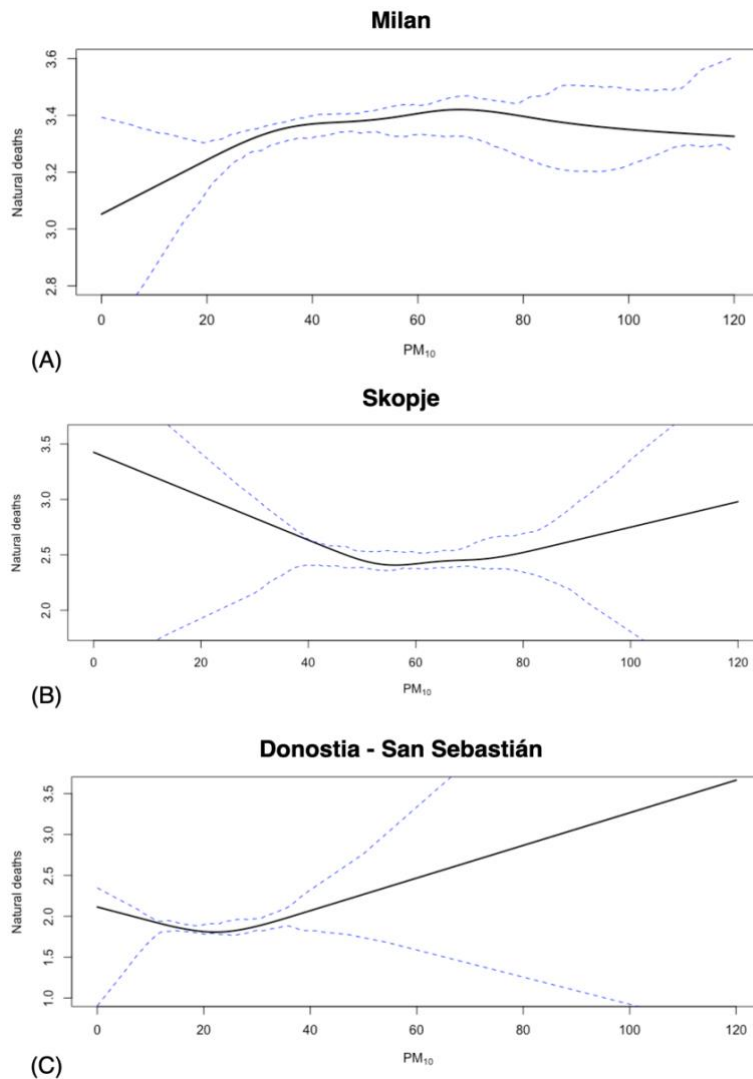 Milan
3.6
3.4
3.2
3.0
2.8
Natural deaths
0 20 40 60 80 100 120
PM₁₀
(A)
Skopje
3.5
3.0
2.5
2.0
Natural deaths
0 20 40 60 80 100 120
PM₁₀
(B)
Donostia - San Sebastián
3.5
3.0
2.5
2.0
1.5
1.0
Natural deaths
0 20 40 60 80 100 120
PM₁₀
(C)